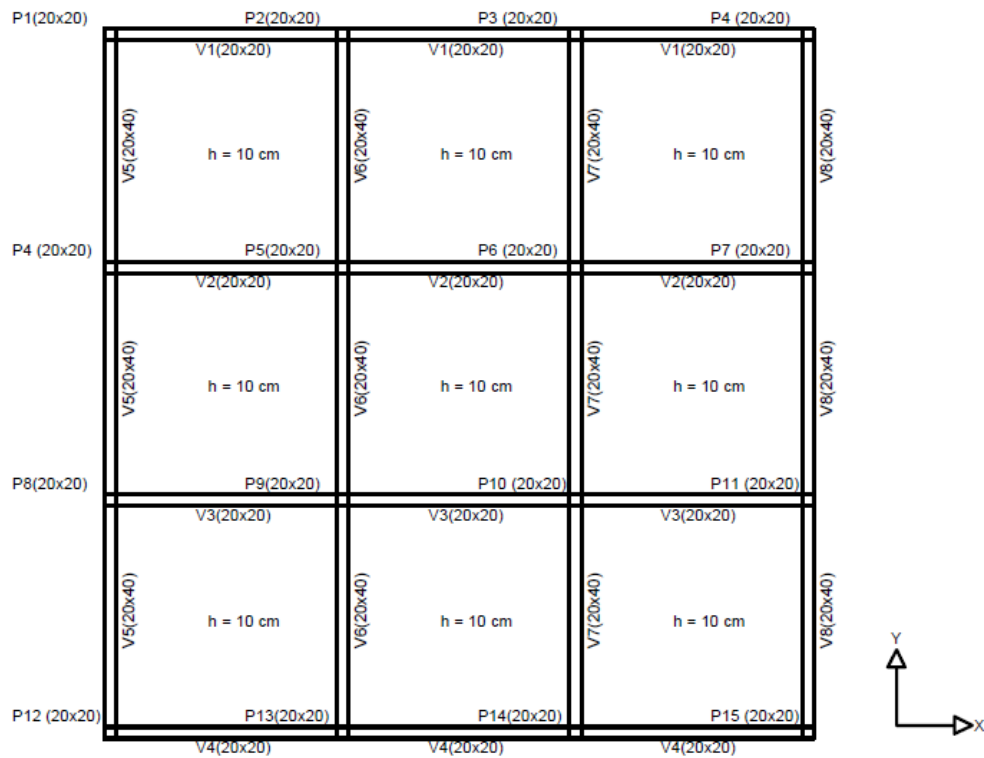 P1(20x20) P2(20x20) P3 (20x20) P4 (20x20)
V1(20x20) V1(20x20) V1(20x20)
V5(20x40) V6(20x40) V7(20x40) V8(20x40)
h = 10 cm h = 10 cm h = 10 cm
P4 (20x20) P5(20x20) P6 (20x20) P7 (20x20)
V2(20x20) V2(20x20) V2(20x20)
V5(20x40) V6(20x40) V7(20x40) V8(20x40)
h = 10 cm h = 10 cm h = 10 cm
P8(20x20) P9(20x20) P10 (20x20) P11 (20x20)
V3(20x20) V3(20x20) V3(20x20)
V5(20x40) V6(20x40) V7(20x40) V8(20x40)
h = 10 cm h = 10 cm h = 10 cm
Y
X
P12 (20x20) P13(20x20) P14(20x20) P15 (20x20)
V4(20x20) V4(20x20) V4(20x20)